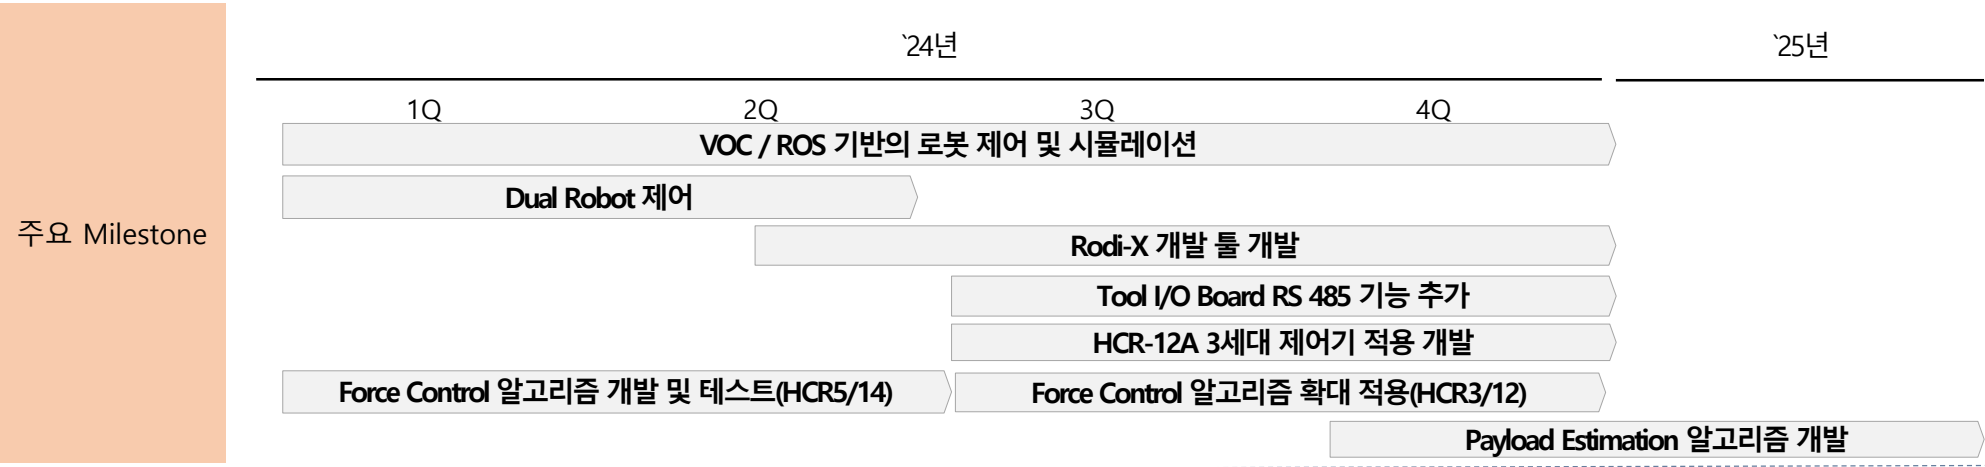 `24년
`25년
1Q
2Q
3Q
4Q
VOC / ROS 기반의 로봇 제어 및 시뮬레이션
Dual Robot 제어
주요 Milestone
Rodi-X 개발 툴 개발
Tool I/O Board RS 485 기능 추가
HCR-12A 3세대 제어기 적용 개발
Force Control 알고리즘 개발 및 테스트(HCR5/14)
Force Control 알고리즘 확대 적용(HCR3/12)
Payload Estimation 알고리즘 개발